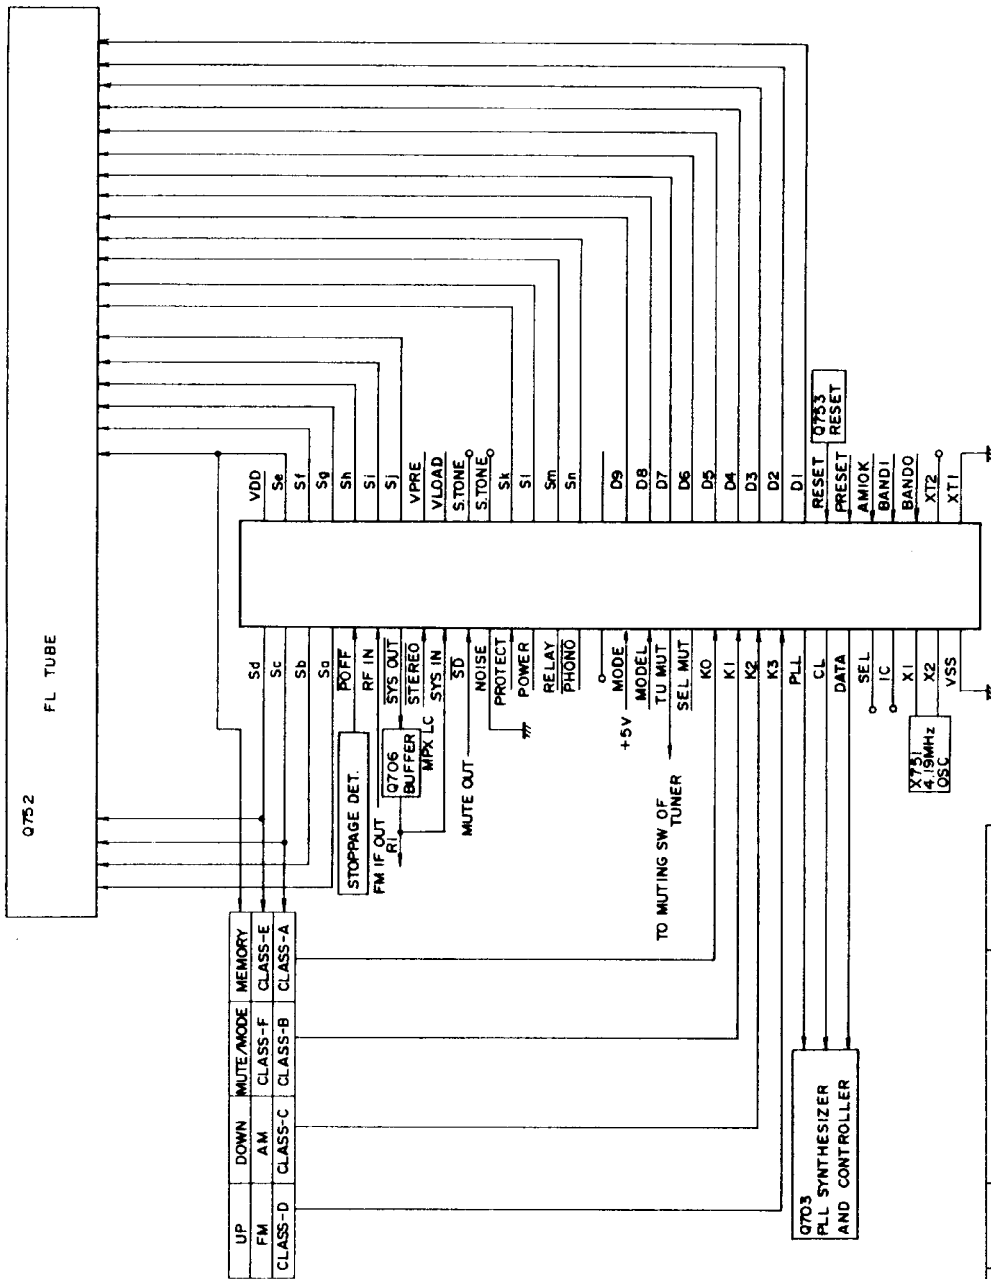 Q752
FL TUBE
UP
DOWN
MUTE/MODE
MEMORY
FM
AM
CLASS-F
CLASS-E
CLASS-D
CLASS-C
CLASS-B
CLASS-A
Sd
Sc
Sb
Sa
POFF
RF IN
SYS OUT
STEREO
SYS IN
SD
NOISE
PROTECT
POWER
RELAY
PHONO
MODE
MODEL
TU MUT
SEL MUT
K0
K1
K2
K3
PLL
CL
DATA
SEL
IC
X1
X2
VSS
VDD
Se
Sf
Sg
Sh
Si
Sj
VPRE
VLOAD
S.TONE
S.TONE
Sk
Sl
Sm
Sn
D9
D8
D7
D6
D5
D4
D3
D2
D1
RESET
PRESET
AM10K
BAND1
BAND0
XT2
XT1
STOPPAGE DET.
FM IF OUT
RI
Q706
BUFFER
MPX LC
MUTE OUT
+5V
TO MUTING SW OF
TUNER
Q753
RESET
X751
4.19MHz
OSC
Q703
PLL SYNTHESIZER
AND CONTROLLER